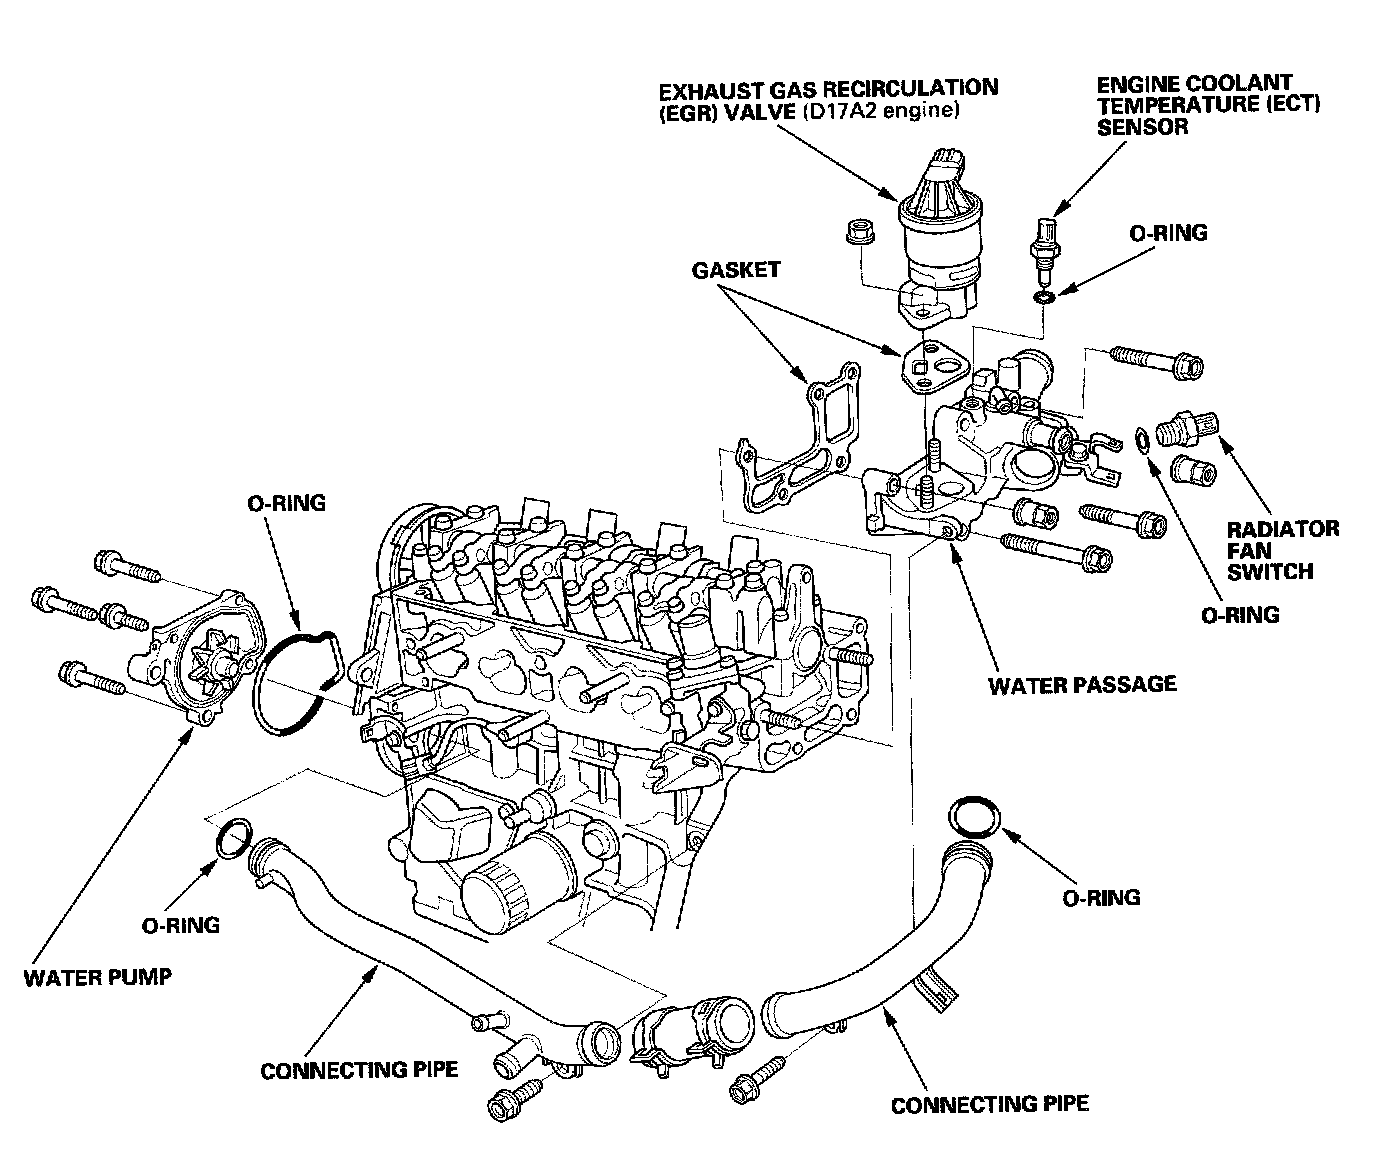 EXHAUST GAS RECIRCULATION
(EGR) VALVE (D17A2 engine)
ENGINE COOLANT
TEMPERATURE (ECT)
SENSOR
O-RING
GASKET
O-RING
RADIATOR
FAN
SWITCH
O-RING
WATER PASSAGE
O-RING
O-RING
WATER PUMP
CONNECTING PIPE
CONNECTING PIPE